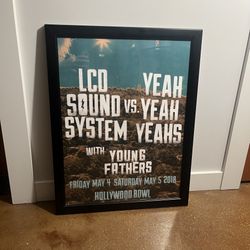 LCD YEAH
SOUND VS. YEAH
SYSTEM YEAHS
WITH YOUNG
FATHERS
FRIDAY MAY 4 SATURDAY MAY 5 2018
HOLLYWOOD BOWL